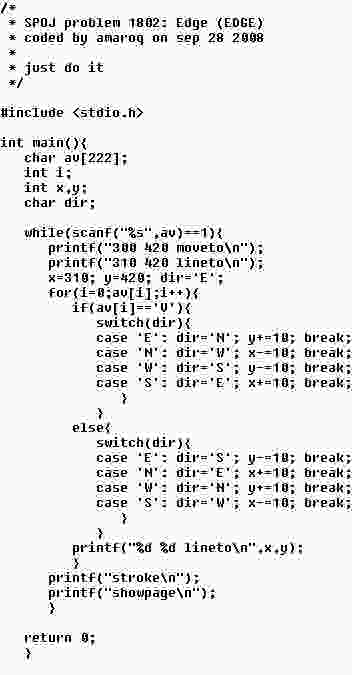 /*
 * SPOJ problem 1802: Edge (EDGE)
 * coded by amaroq on sep 28 2008
 *
 * just do it
 */

#include <stdio.h>

int main(){
   char av[222];
   int i;
   int x,y;
   char dir;

   while(scanf("%s",av)==1){
      printf("300 420 moveto\n");
      printf("310 420 lineto\n");
      x=310; y=420; dir='E';
      for(i=0;av[i];i++){
         if(av[i]=='V'){
            switch(dir){
            case 'E': dir='N'; y+=10; break;
            case 'N': dir='W'; x-=10; break;
            case 'W': dir='S'; y-=10; break;
            case 'S': dir='E'; x+=10; break;
               }
            }
         else{
            switch(dir){
            case 'E': dir='S'; y-=10; break;
            case 'N': dir='E'; x+=10; break;
            case 'W': dir='N'; y+=10; break;
            case 'S': dir='W'; x-=10; break;
               }
            }
         printf("%d %d lineto\n",x,y);
         }
      printf("stroke\n");
      printf("showpage\n");
      }

   return 0;
   }